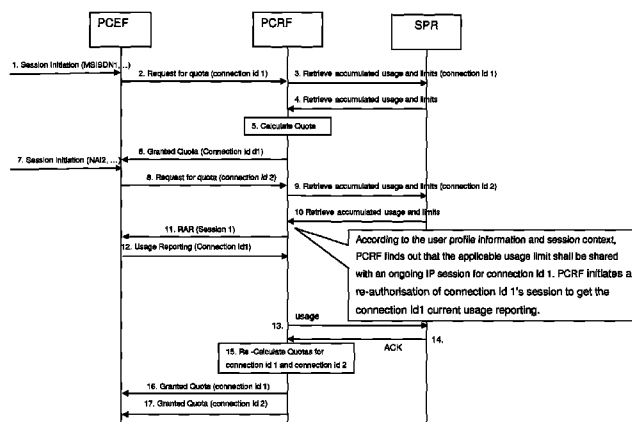 PCEF
PCRF
SPR
1. Session Initiation (MSISDN1, ...)
2. Request for quota (connection id 1)
3. Retrieve accumulated usage and limits (connection id 1)
4. Retrieve accumulated usage and limits
5. Calculate Quota
6. Granted Quota (Connection id d1)
7. Session Initiation (NAI2, ...)
8. Request for quota (connection id 2)
9. Retrieve accumulated usage and limits (connection id 2)
10 Retrieve accumulated usage and limits
11. RAR (Session 1)
12. Usage Reporting (Connection Id1)
According to the user profile information and session context,
PCRF finds out that the applicable usage limit shall be shared
with an ongoing IP session for connection id 1. PCRF initiates a
re-authorisation of connection id 1's session to get the
connection id1 current usage reporting.
usage
13.
14.
ACK
15. Re -Calculate Quotas for
connection id 1 and connection id 2
16. Granted Quota (connection id 1)
17. Granted Quota (connection id 2)